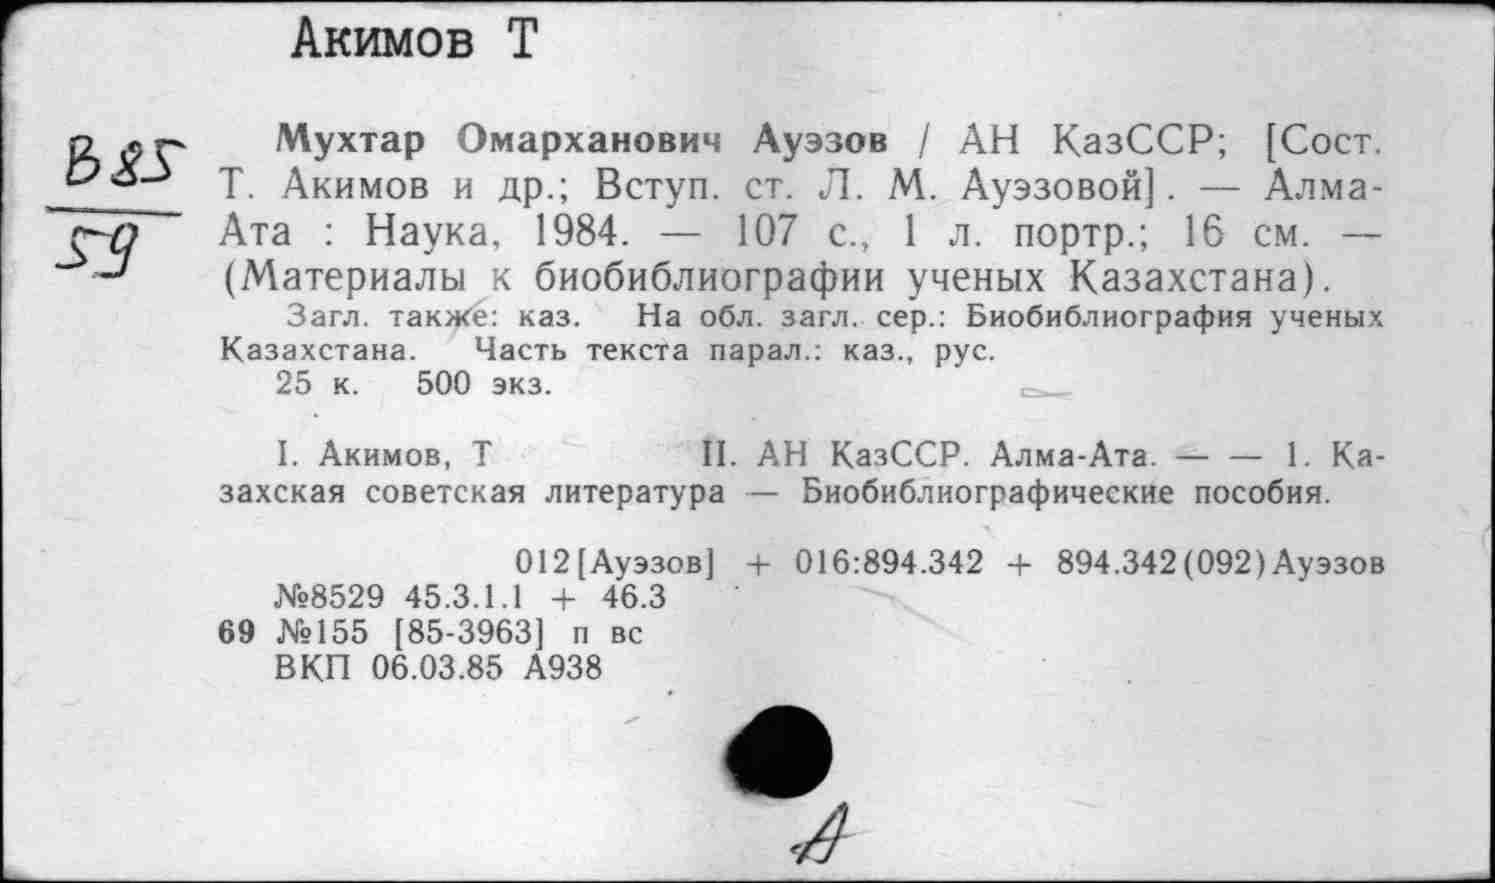 Акимов Т
В85
59
Мухтар Омарханович Ауэзов / АН КазССР; [Сост.
Т. Акимов и др.; Вступ. ст. Л. М. Ауэзовой]. — Алма-
Ата : Наука, 1984. — 107 с., 1 л. портр.; 16 см. —
(Материалы к биобиблиографии ученых Казахстана).
Загл. также: каз. На обл. загл. сер.: Биобиблиография ученых
Казахстана. Часть текста парал.: каз., рус.
25 к. 500 экз.
I. Акимов, Т II. АН КазССР. Алма-Ата. — — 1. Ка-
захская советская литература — Биобиблиографические пособия.
012[Ауэзов] + 016:894.342 + 894.342(092)Ауэзов
№8529 45.3.1.1 + 46.3
69 №155 [85-3963] п вс
ВКП 06.03.85 А938
А